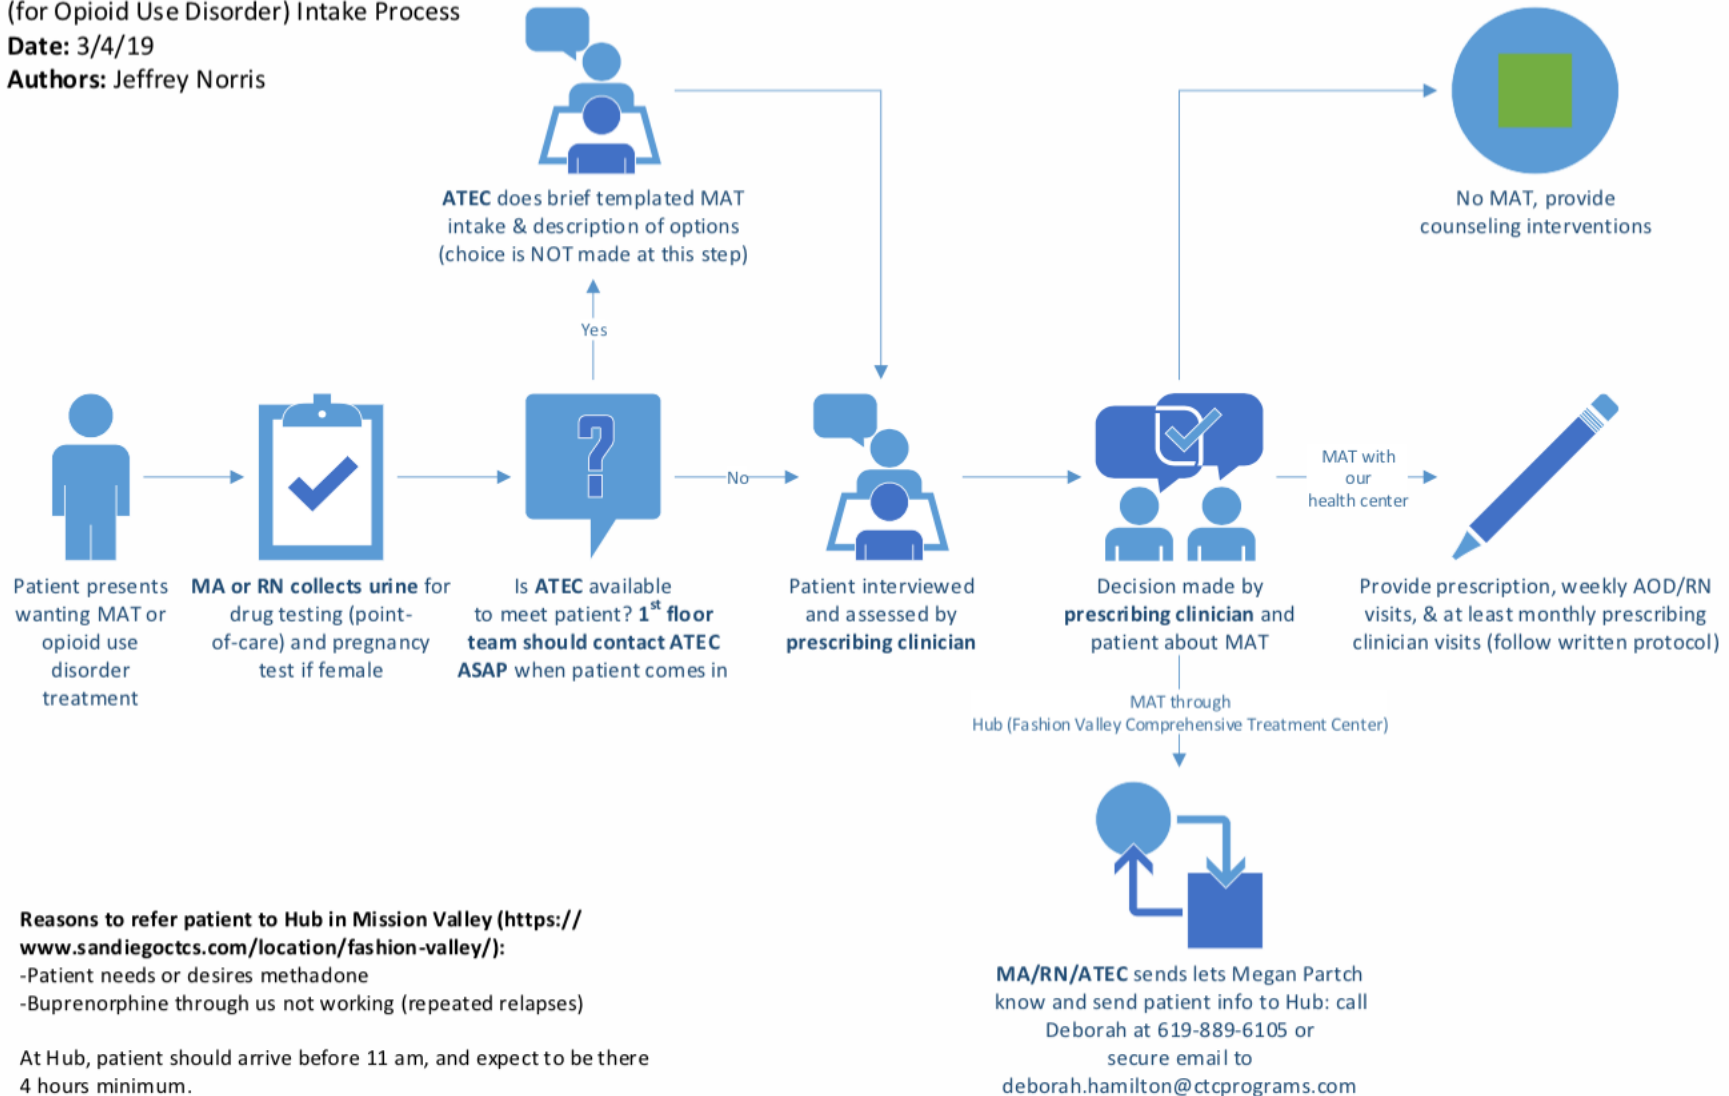 (for Opioid Use Disorder) Intake Process
Date: 3/4/19
Authors: Jeffrey Norris
ATEC does brief templated MAT
intake & description of options
(choice is NOT made at this step)
No MAT, provide
counseling interventions
Yes
No
MAT with
our
health center
Patient presents
wanting MAT or
opioid use
disorder
treatment
MA or RN collects urine for
drug testing (point-
of-care) and pregnancy
test if female
Is ATEC available
to meet patient? 1st floor
team should contact ATEC
ASAP when patient comes in
Patient interviewed
and assessed by
prescribing clinician
Decision made by
prescribing clinician and
patient about MAT
Provide prescription, weekly AOD/RN
visits, & at least monthly prescribing
clinician visits (follow written protocol)
MAT through
Hub (Fashion Valley Comprehensive Treatment Center)
MA/RN/ATEC sends lets Megan Partch
know and send patient info to Hub: call
Deborah at 619-889-6105 or
secure email to
deborah.hamilton@ctcprograms.com
Reasons to refer patient to Hub in Mission Valley (https://
www.sandiegoctcs.com/location/fashion-valley/):
-Patient needs or desires methadone
-Buprenorphine through us not working (repeated relapses)
At Hub, patient should arrive before 11 am, and expect to be there
4 hours minimum.